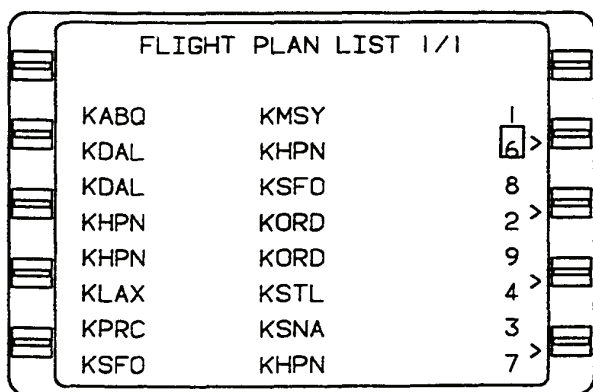 FLIGHT PLAN LIST 1/1
KABQ KMSY 1
KDAL KHPN 6 >
KDAL KSFO 8
KHPN KORD 2 >
KHPN KORD 9
KLAX KSTL 4 >
KPRC KSNA 3
KSFO KHPN 7 >